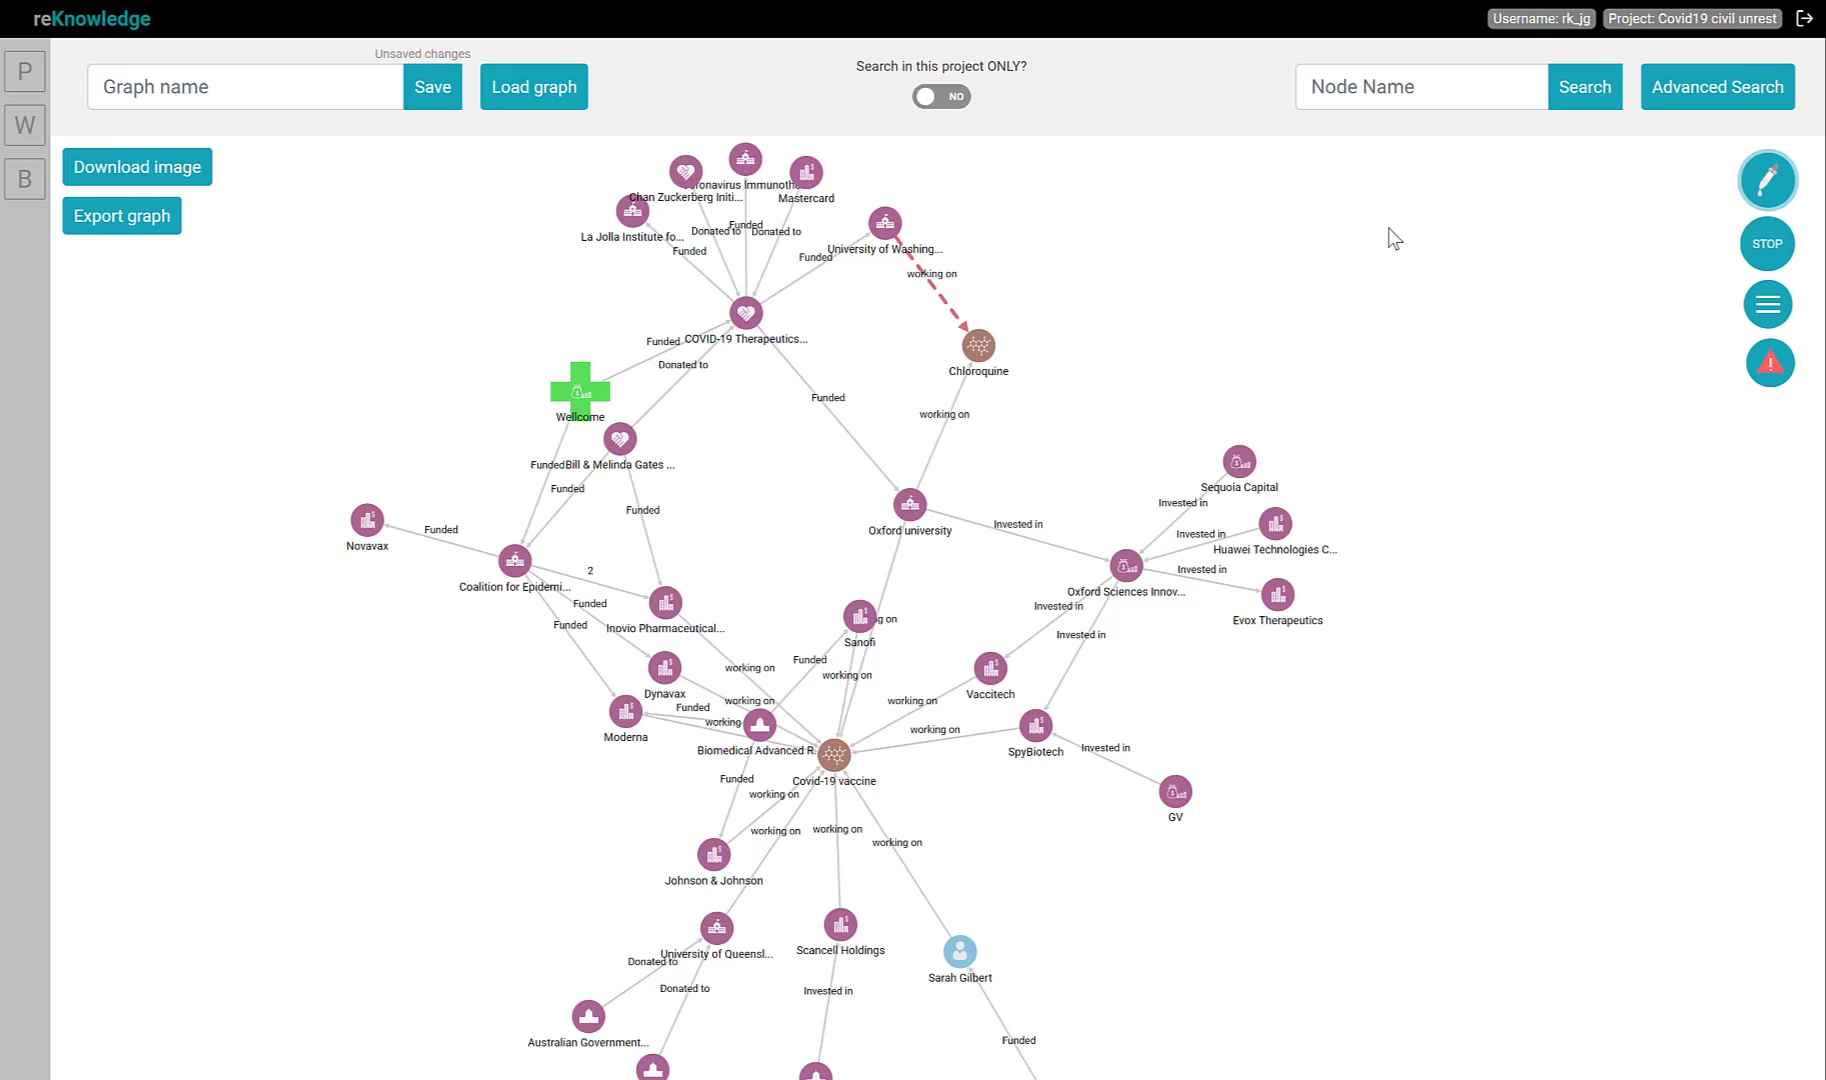 reKnowledge
Username: rk_jg
Project: Covid19 civil unrest
P
W
B
Unsaved changes
Graph name
Save
Load graph
Search in this project ONLY?
NO
Node Name
Search
Advanced Search
Download image
Export graph
STOP
Chan Zuckerberg Initi...
Mastercard
La Jolla Institute fo...
Donated to
Funded
Donated to
Funded
University of Washing...
Funded
working on
COVID-19 Therapeutics...
Funded
Donated to
Chloroquine
Funded
working on
Wellcome
Funded
Bill & Melinda Gates ...
Funded
Funded
Sequoia Capital
Invested in
Novavax
Funded
Oxford university
Invested in
Invested in
Huawei Technologies C...
Invested in
Coalition for Epidemi...
2
Funded
Funded
Oxford Sciences Innov...
Invested in
Evox Therapeutics
Inovio Pharmaceutical...
Sanofi
Invested in
working on
Funded
working on
Dynavax
Vaccitech
working on
working on
Funded
working
Moderna
Biomedical Advanced R
working on
SpyBiotech
Invested in
Funded
Covid-19 vaccine
working on
GV
working on
working on
working on
Johnson & Johnson
University of Queensl...
Donated to
Scancell Holdings
Sarah Gilbert
Donated to
Invested in
Australian Government...
Funded